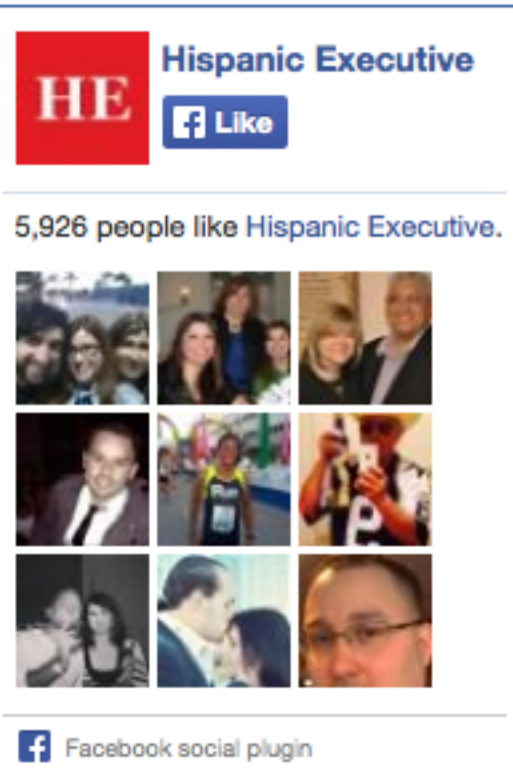 HE
Hispanic Executive
f Like
5,926 people like Hispanic Executive.
f Facebook social plugin